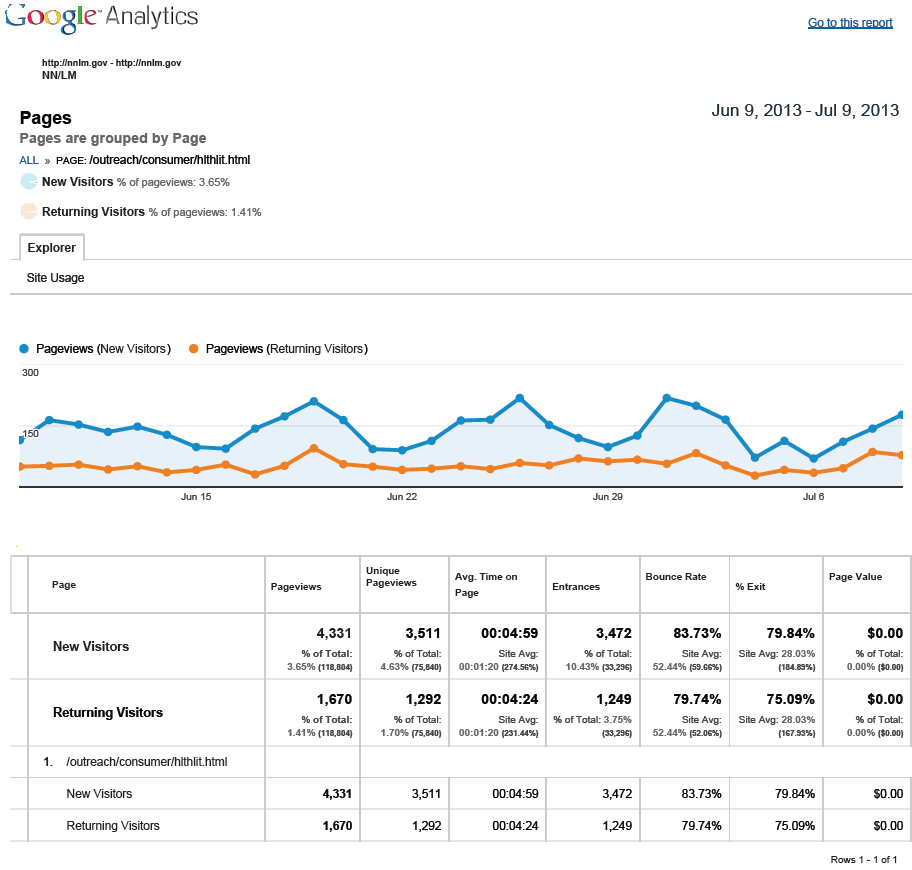 Google™ Analytics
Go to this report
http://nnlm.gov - http://nnlm.gov
NN/LM
Jun 9, 2013 - Jul 9, 2013
Pages
Pages are grouped by Page
ALL » PAGE: /outreach/consumer/hlthlit.html
New Visitors % of pageviews: 3.65%
Returning Visitors % of pageviews: 1.41%
Explorer
Site Usage
Pageviews (New Visitors) Pageviews (Returning Visitors)
300
150
Jun 15 Jun 22 Jun 29 Jul 6
Page Pageviews Unique Pageviews Avg. Time on Page Entrances Bounce Rate % Exit Page Value
New Visitors 4,331 3,511 00:04:59 3,472 83.73% 79.84% $0.00
% of Total: % of Total: Site Avg: % of Total: Site Avg: Site Avg: 28.03% % of Total:
3.65% (118,804) 4.63% (75,840) 00:01:20 (274.56%) 10.43% (33,296) 52.44% (59.66%) (184.89%) 0.00% ($0.00)
Returning Visitors 1,670 1,292 00:04:24 1,249 79.74% 75.09% $0.00
% of Total: % of Total: Site Avg: % of Total: 3.75% Site Avg: Site Avg: 28.03% % of Total:
1.41% (118,804) 1.70% (75,840) 00:01:20 (231.44%) (33,296) 52.44% (52.06%) (167.93%) 0.00% ($0.00)
1. /outreach/consumer/hlthlit.html
New Visitors 4,331 3,511 00:04:59 3,472 83.73% 79.84% $0.00
Returning Visitors 1,670 1,292 00:04:24 1,249 79.74% 75.09% $0.00
Rows 1 - 1 of 1